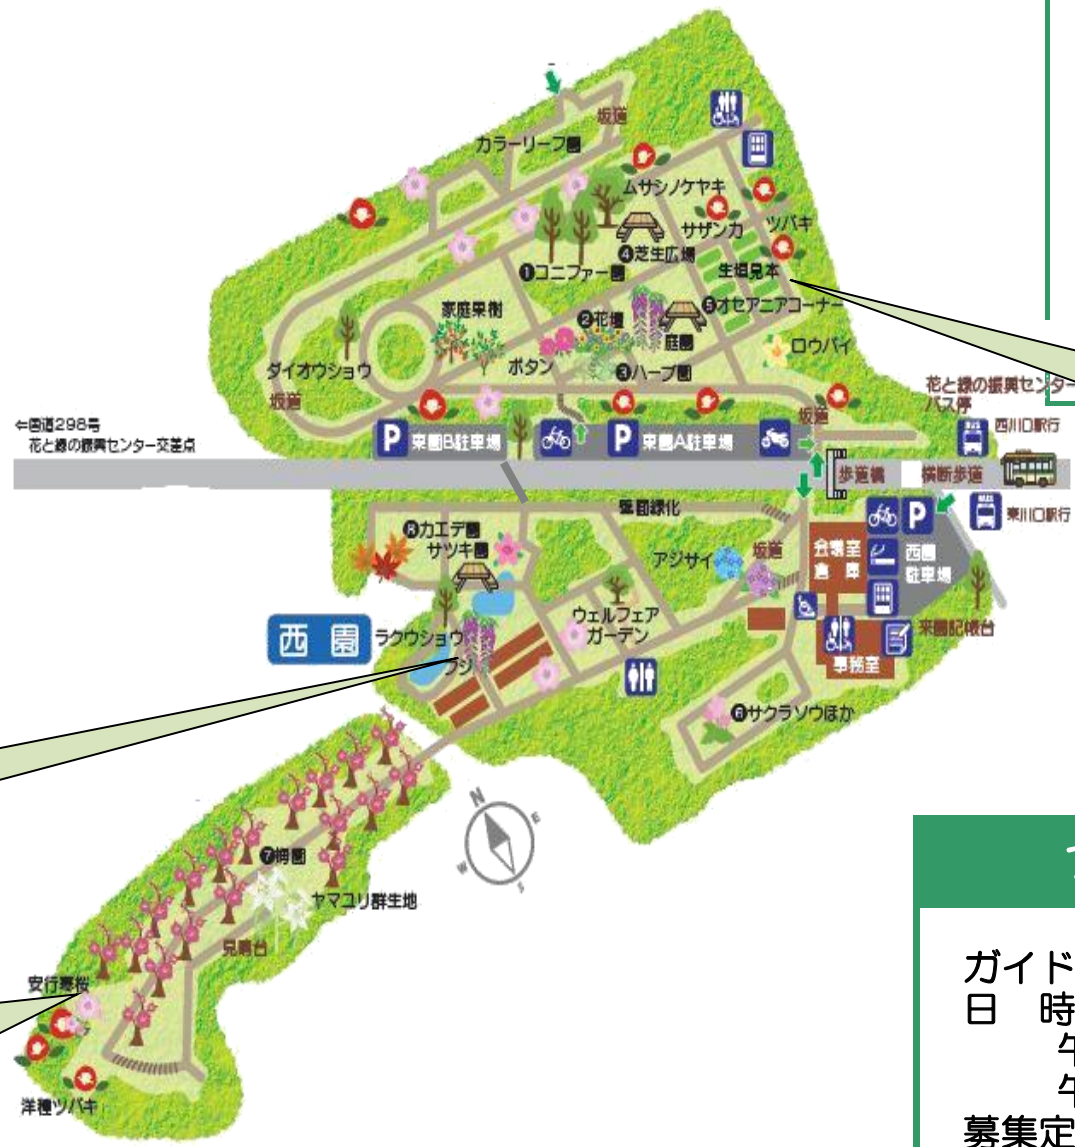 坂道
カラーリーフ園
ムサシノケヤキ
サザンカ
ツバキ
❹芝生広場
生垣見本
❶コニファー園
家庭果樹
❷花壇
❺オセアニアコーナー
庭園
ロウバイ
ダイオウショウ
ボタン
❸ハーブ園
坂道
坂道
花と緑の振興センター
バス停
西川口駅行
←国道298号
花と緑の振興センター交差点
P 東園B駐車場
P 東園A駐車場
歩道橋
横断歩道
東川口駅行
壁面緑化
❽カエデ園
サツキ園
アジサイ
坂道
会議室
倉庫
P
西園
駐車場
ウェルフェア
ガーデン
西園
ラクウショウ
フジ
来園記帳台
事務室
❻サクラソウほか
N
E
W
S
❼梅園
ヤマユリ群生地
見晴台
安行寒桜
洋種ツバキ
ガイド
日 時
午
午
募集定